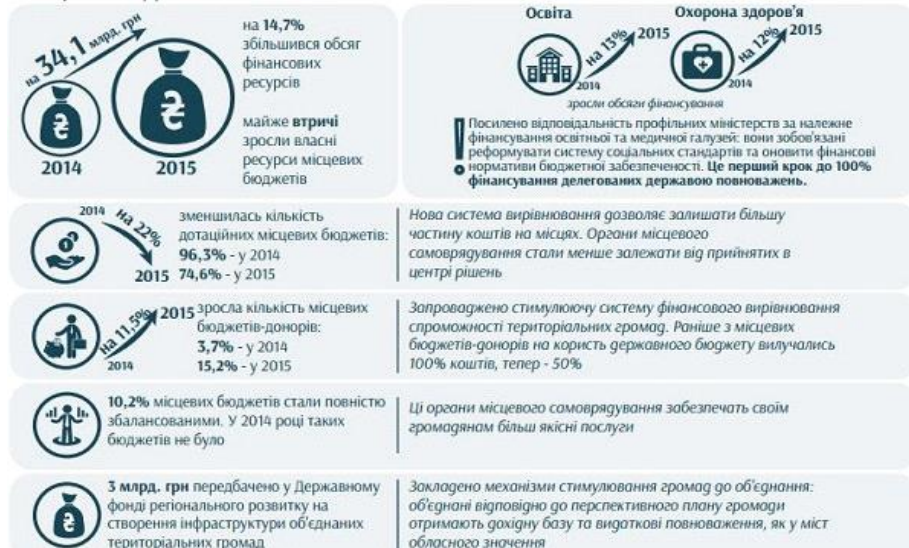 на 34,1 млрд. грн
2014
2015
на 14,7%
збільшився обсяг
фінансових
ресурсів
майже втричі
зросли власні
ресурси місцевих
бюджетів
Освіта
на 13%
2015
2014
Охорона здоров'я
на 12%
2015
2014
зросли обсяги фінансування
Посилено відповідальність профільних міністерств за належне
фінансування освітньої та медичної галузей: вони зобов'язані
реформувати систему соціальних стандартів та оновити фінансові
нормативи бюджетної забезпеченості. Це перший крок до 100%
фінансування делегованих державою повноважень.
2014
на 22%
2015
зменшилась кількість
дотаційних місцевих бюджетів:
96,3% - у 2014
74,6% - у 2015
Нова система вирівнювання дозволяє залишати більшу
частину коштів на місцях. Органи місцевого
самоврядування стали менше залежати від прийнятих в
центрі рішень
на 11,5%
2015
2014
зросла кількість місцевих
бюджетів-донорів:
3,7% - у 2014
15,2% - у 2015
Запроваджено стимулюючу систему фінансового вирівнювання
спроможності територіальних громад. Раніше з місцевих
бюджетів-донорів на користь державного бюджету вилучались
100% коштів, тепер - 50%
10,2% місцевих бюджетів стали повністю
збалансованими. У 2014 році таких
бюджетів не було
Ці органи місцевого самоврядування забезпечать своїм
громадянам більш якісні послуги
3 млрд. грн передбачено у Державному
фонді регіонального розвитку на
створення інфраструктури об'єднаних
територіальних громад
Закладено механізми стимулювання громад до об'єднання:
об'єднані відповідно до перспективного плану громади
отримають дохідну базу та видаткові повноваження, як у міст
обласного значення